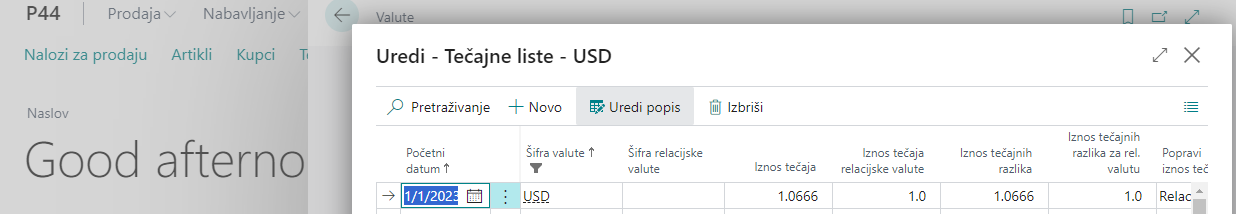 P44
Prodaja
Nabavljanje
Valute
Nalozi za prodaju
Artikli
Kupci
Uredi - Tečajne liste - USD
Pretraživanje
Novo
Uredi popis
Izbriši
Naslov
Good afterno
Početni
datum ↑
Šifra valute ↑
Šifra relacijske
valute
Iznos tečaja
Iznos tečaja
relacijske valute
Iznos tečajnih
razlika
Iznos tečajnih
razlika za rel.
valutu
Popravi
iznos teč
1/1/2023
USD
1.0666
1.0
1.0666
1.0
Relac